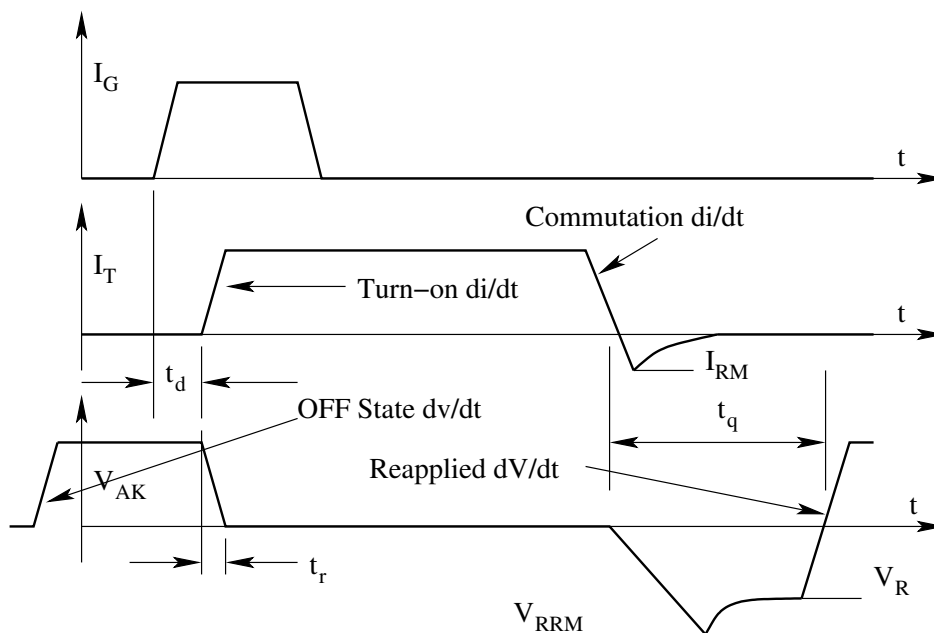 I_G
t
Commutation di/dt
I_T
Turn−on di/dt
t
I_RM
t_d
OFF State dv/dt
t_q
Reapplied dV/dt
V_AK
t
t_r
V_R
V_RRM